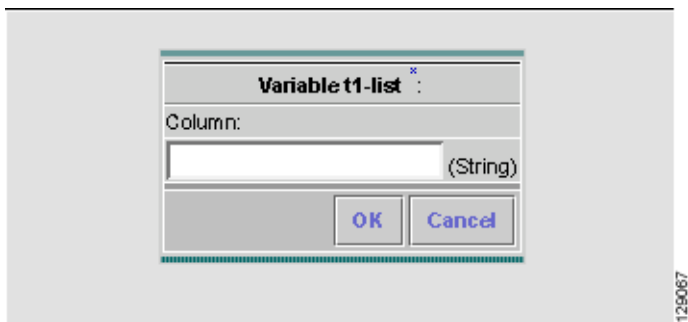 Variable t1-list * :
Column:
(String)
OK Cancel
129067